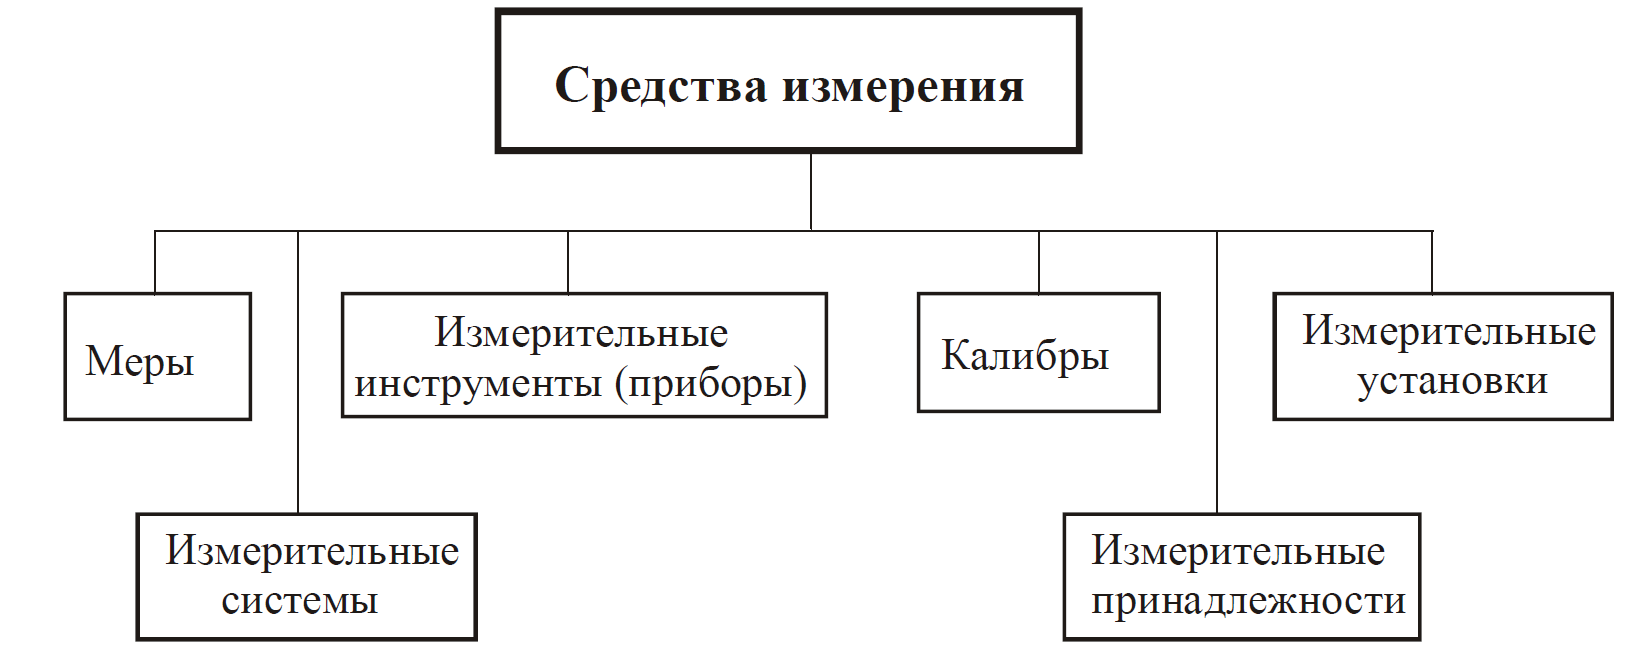 Средства измерения
Меры
Измерительные
инструменты (приборы)
Калибры
Измерительные
установки
Измерительные
системы
Измерительные
принадлежности